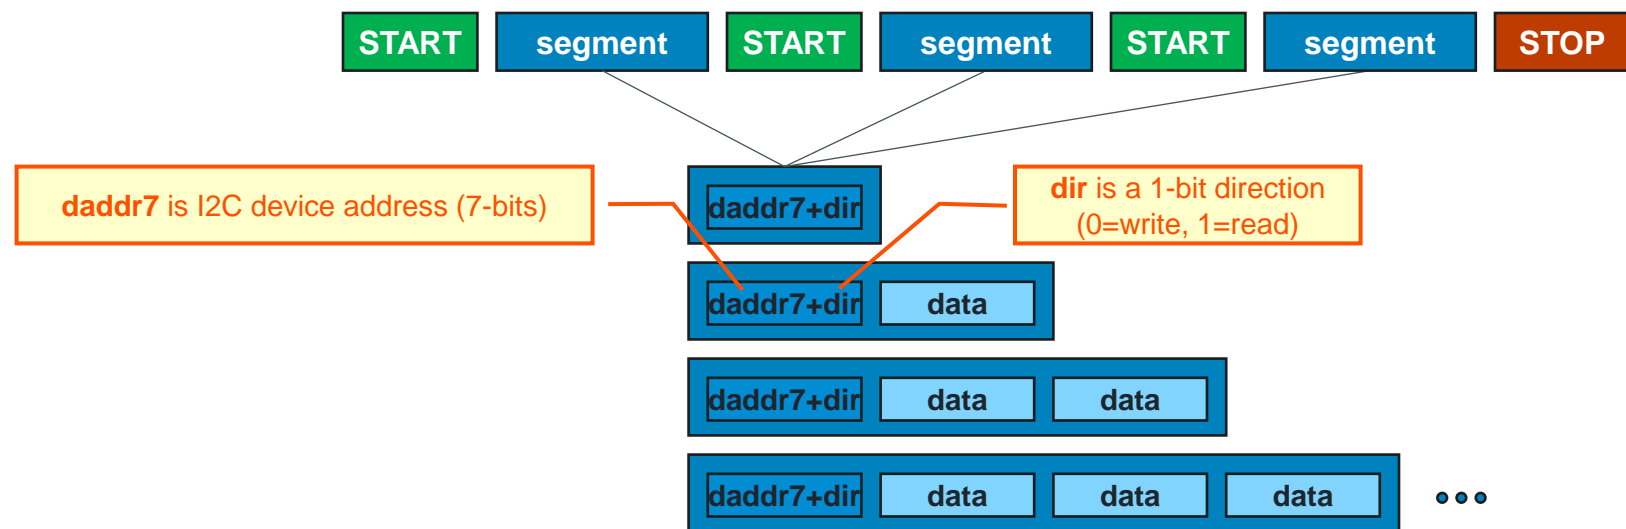 START segment START segment START segment STOP
daddr7 is I2C device address (7-bits)
daddr7+dir
dir is a 1-bit direction
(0=write, 1=read)
daddr7+dir data
daddr7+dir data data
daddr7+dir data data data